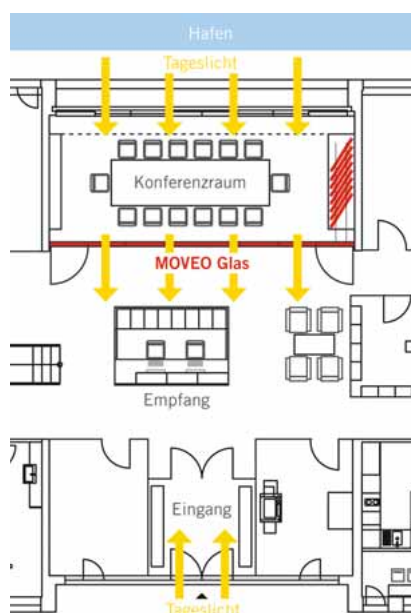 Hafen
Tageslicht
Konferenzraum
MOVEO Glas
Empfang
Eingang
Tageslicht